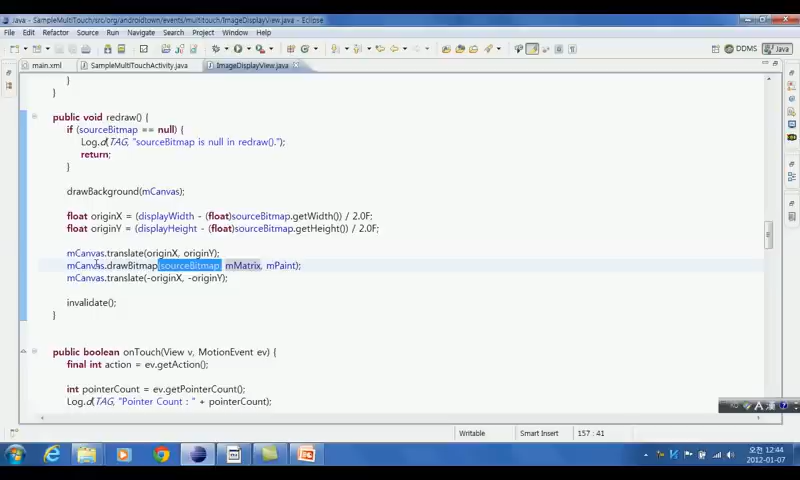 Java - SampleMultiTouch/src/org/androidtown/events/multitouch/ImageDisplayView.java - Eclipse
File Edit Refactor Source Navigate Search Project Run Window Help
DDMS Java
main.xml SampleMultiTouchActivity.java ImageDisplayView.java
}
}
public void redraw() {
if (sourceBitmap == null) {
Log.d(TAG, "sourceBitmap is null in redraw().");
return;
}
drawBackground(mCanvas);
float originX = (displayWidth - (float)sourceBitmap.getWidth()) / 2.0F;
float originY = (displayHeight - (float)sourceBitmap.getHeight()) / 2.0F;
mCanvas.translate(originX, originY);
mCanvas.drawBitmap(sourceBitmap, mMatrix, mPaint);
mCanvas.translate(-originX, -originY);
invalidate();
}
public boolean onTouch(View v, MotionEvent ev) {
final int action = ev.getAction();
int pointerCount = ev.getPointerCount();
Log.d(TAG, "Pointer Count : " + pointerCount);
KO A 漢
Writable Smart Insert 157 : 41
오전 12:44
2012-01-07